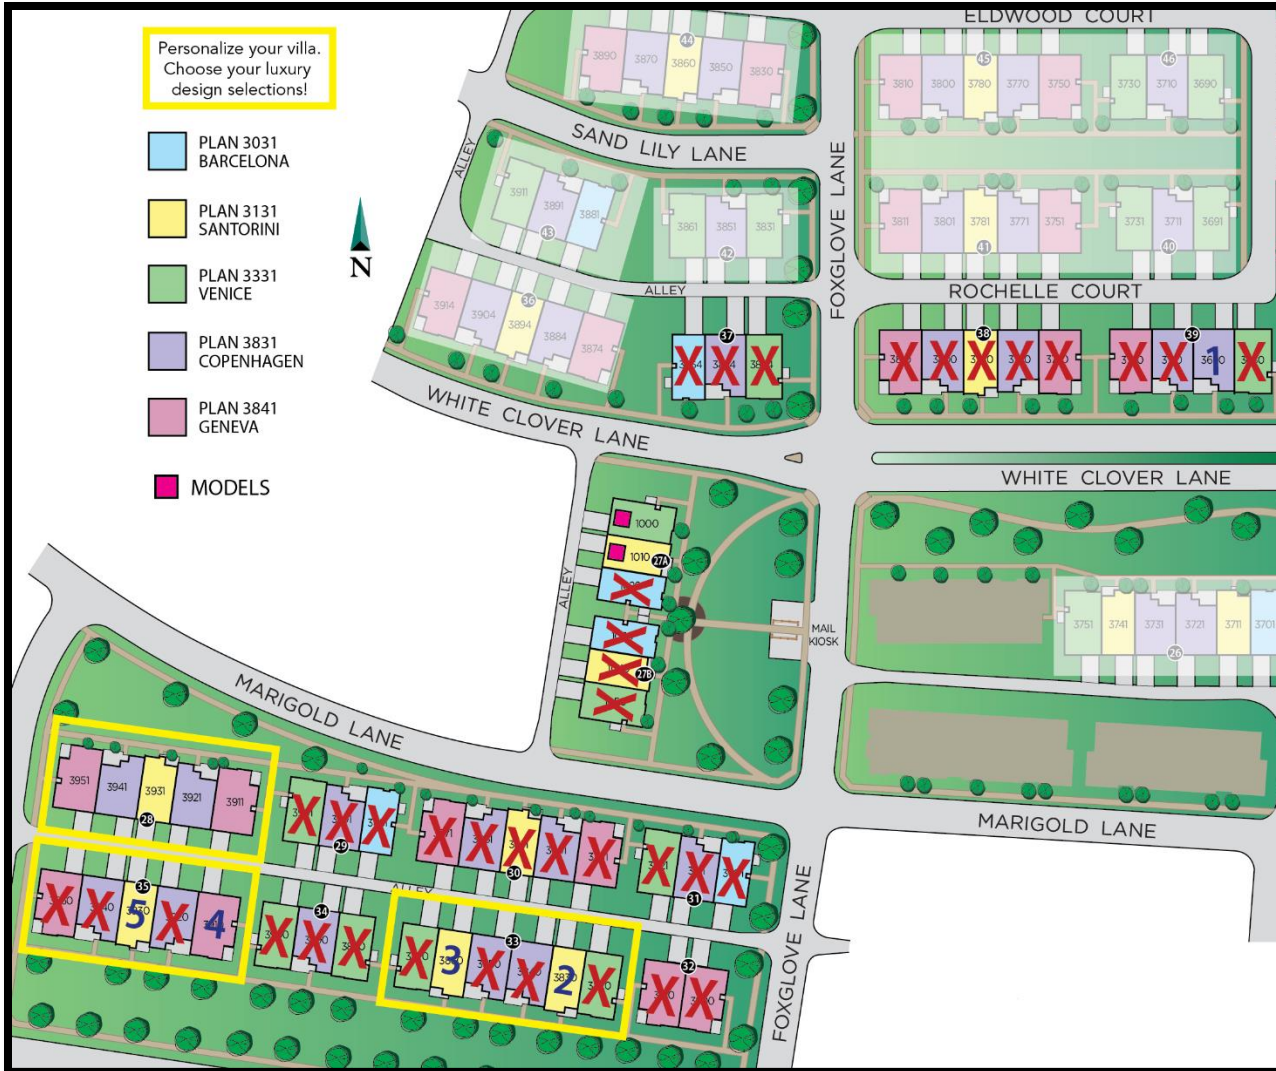 Personalize your villa.
Choose your luxury
design selections!
PLAN 3031
BARCELONA
PLAN 3131
SANTORINI
PLAN 3331
VENICE
PLAN 3831
COPENHAGEN
PLAN 3841
GENEVA
MODELS
N
ELDWOOD COURT
44
3890 3870 3860 3850 3830
45 46
3810 3800 3780 3770 3750 3730 3710 3690
SAND LILY LANE
ALLEY
FOXGLOVE LANE
3911 3891 3881
43
3861 3851 3831
42
3811 3801 3781 3771 3751 3731 3711 3691
41 40
ALLEY
ROCHELLE COURT
36
3914 3904 3894 3884 3874
37
X X X
38
X X X X X
39
X X 1 X
WHITE CLOVER LANE
WHITE CLOVER LANE
1000
1010 27A
X
ALLEY
X
X 27B
X
MAIL
KIOSK
3751 3741 3731 3721 3711 3701
26
MARIGOLD LANE
MARIGOLD LANE
3951 3941 3931 3921 3911
28
X X X
29
X X X X X
30
X X X
31
ALLEY
35
X X 5 X 4
34
X X X
33
X 3 X X 2 X
32
X X
FOXGLOVE LANE